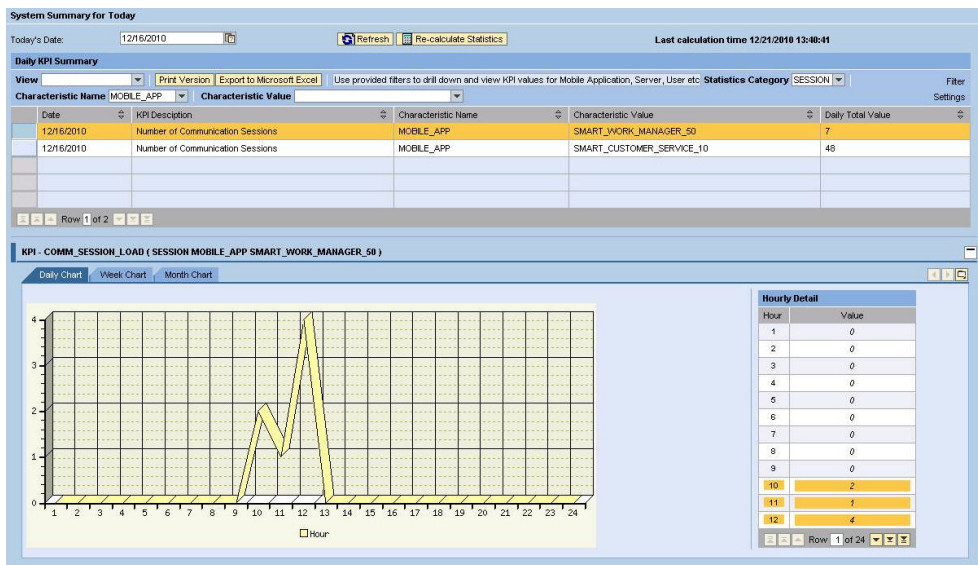 System Summary for Today
Today's Date: 12/16/2010 Refresh Re-calculate Statistics Last calculation time 12/21/2010 13:40:41
Daily KPI Summary
View Print Version Export to Microsoft Excel Use provided filters to drill down and view KPI values for Mobile Application, Server, User etc Statistics Category SESSION Filter
Characteristic Name MOBILE_APP Characteristic Value Settings
Date KPI Desciption Characteristic Name Characteristic Value Daily Total Value
12/16/2010 Number of Communication Sessions MOBILE_APP SMART_WORK_MANAGER_50 7
12/16/2010 Number of Communication Sessions MOBILE_APP SMART_CUSTOMER_SERVICE_10 48
Row 1 of 2
KPI - COMM_SESSION_LOAD ( SESSION MOBILE_APP SMART_WORK_MANAGER_50 )
Daily Chart Week Chart Month Chart
4
3
2
1
0
1 2 3 4 5 6 7 8 9 10 11 12 13 14 15 16 17 18 19 20 21 22 23 24
Hour
Hourly Detail
Hour Value
1 0
2 0
3 0
4 0
5 0
6 0
7 0
8 0
9 0
10 2
11 1
12 4
Row 1 of 24